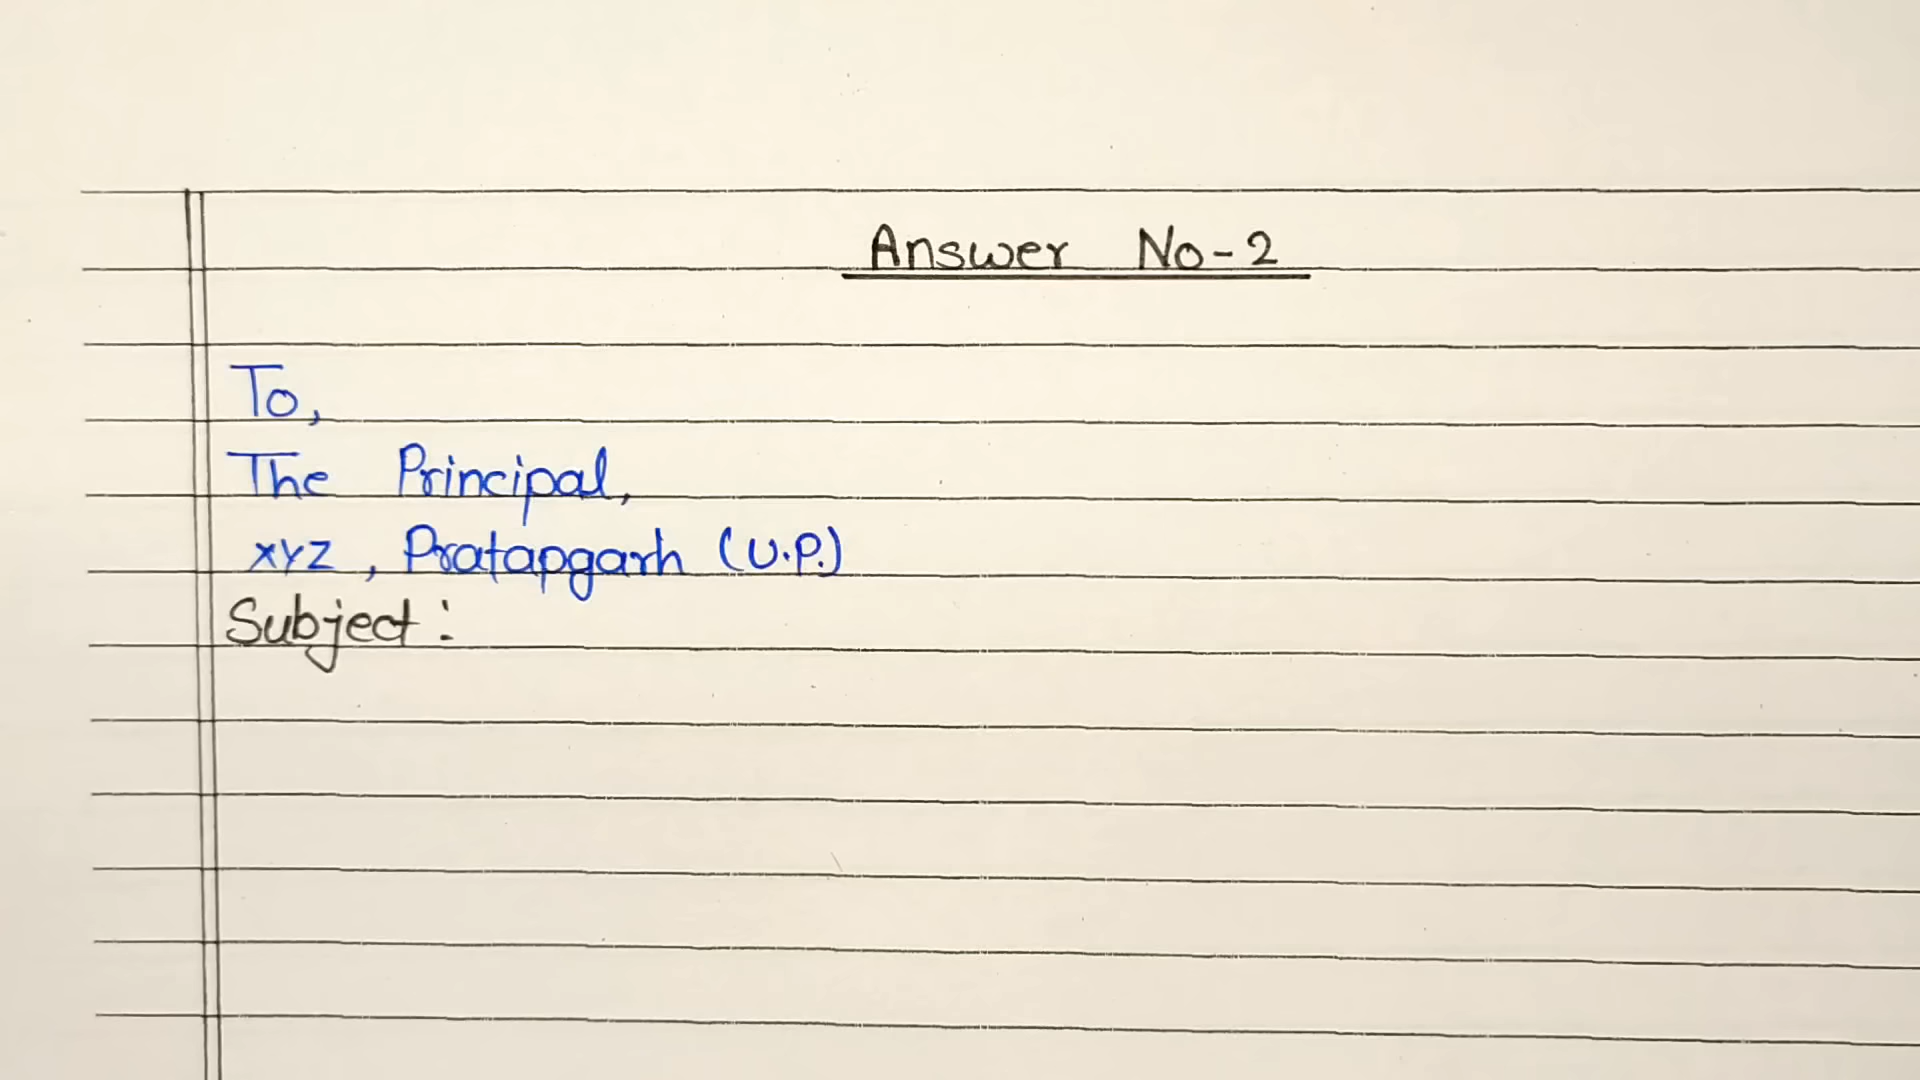 Answer No-2
To,
The Principal,
XYZ, Pratapgarh (U.P.)
Subject: